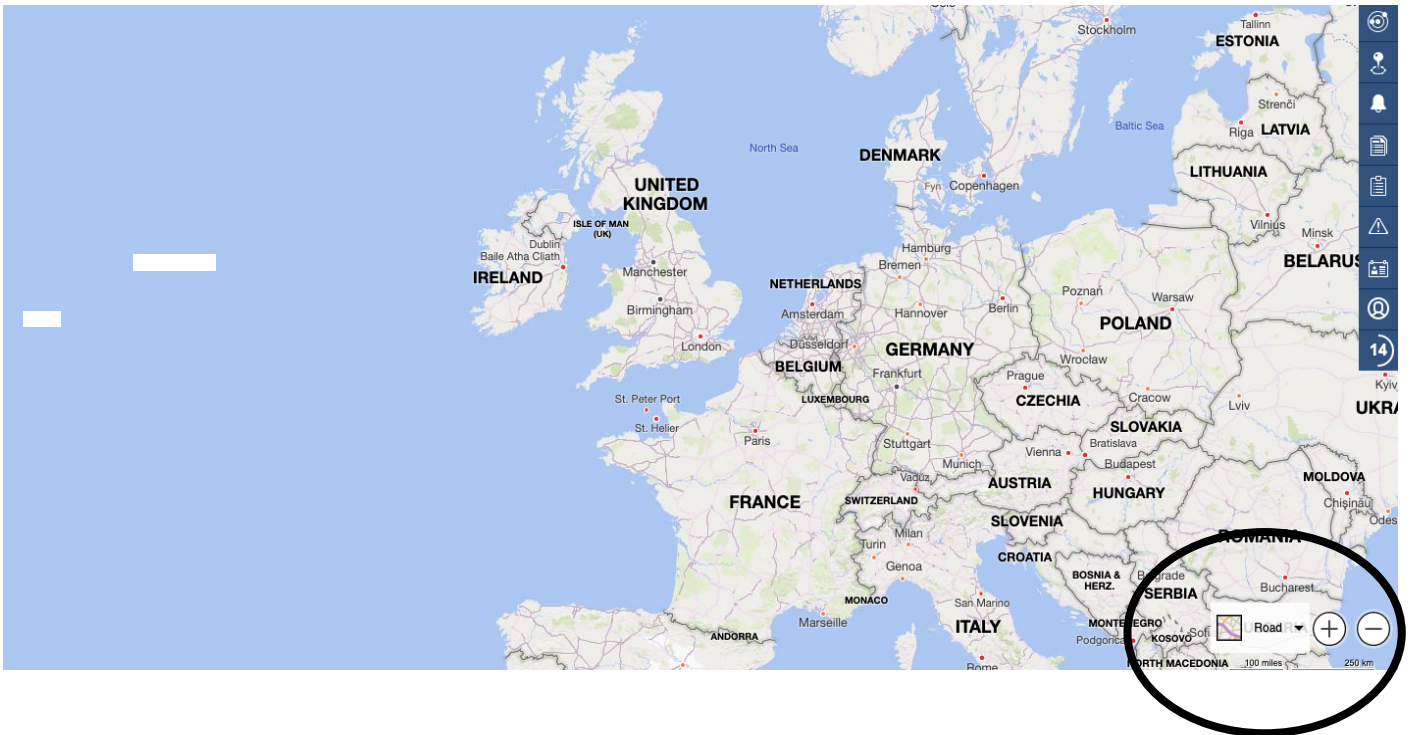 Stockholm
Tallinn
ESTONIA
Strenči
Baltic Sea
Riga
LATVIA
North Sea
DENMARK
LITHUANIA
UNITED
KINGDOM
Fyn
Copenhagen
ISLE OF MAN
(UK)
Vilnius
Minsk
Dublin
Baile Atha Cliath
Hamburg
BELARUS
Bremen
IRELAND
Manchester
NETHERLANDS
Poznań
Warsaw
Birmingham
Amsterdam
Hannover
Berlin
POLAND
London
Düsseldorf
GERMANY
14
Wrocław
BELGIUM
Frankfurt
Prague
Kyiv
St. Peter Port
LUXEMBOURG
CZECHIA
Cracow
Lviv
UKRA
St. Helier
SLOVAKIA
Paris
Stuttgart
Bratislava
Vienna
Munich
Budapest
Vaduz
MOLDOVA
AUSTRIA
HUNGARY
FRANCE
SWITZERLAND
Chișinău
SLOVENIA
Odes
Milan
ROMANIA
Turin
CROATIA
Genoa
BOSNIA &
HERZ.
Belgrade
Bucharest
SERBIA
MONACO
San Marino
Marseille
ITALY
MONTENEGRO
Road
ANDORRA
Podgorica
KOSOVO
Sofi
Rome
NORTH MACEDONIA
100 miles
250 km